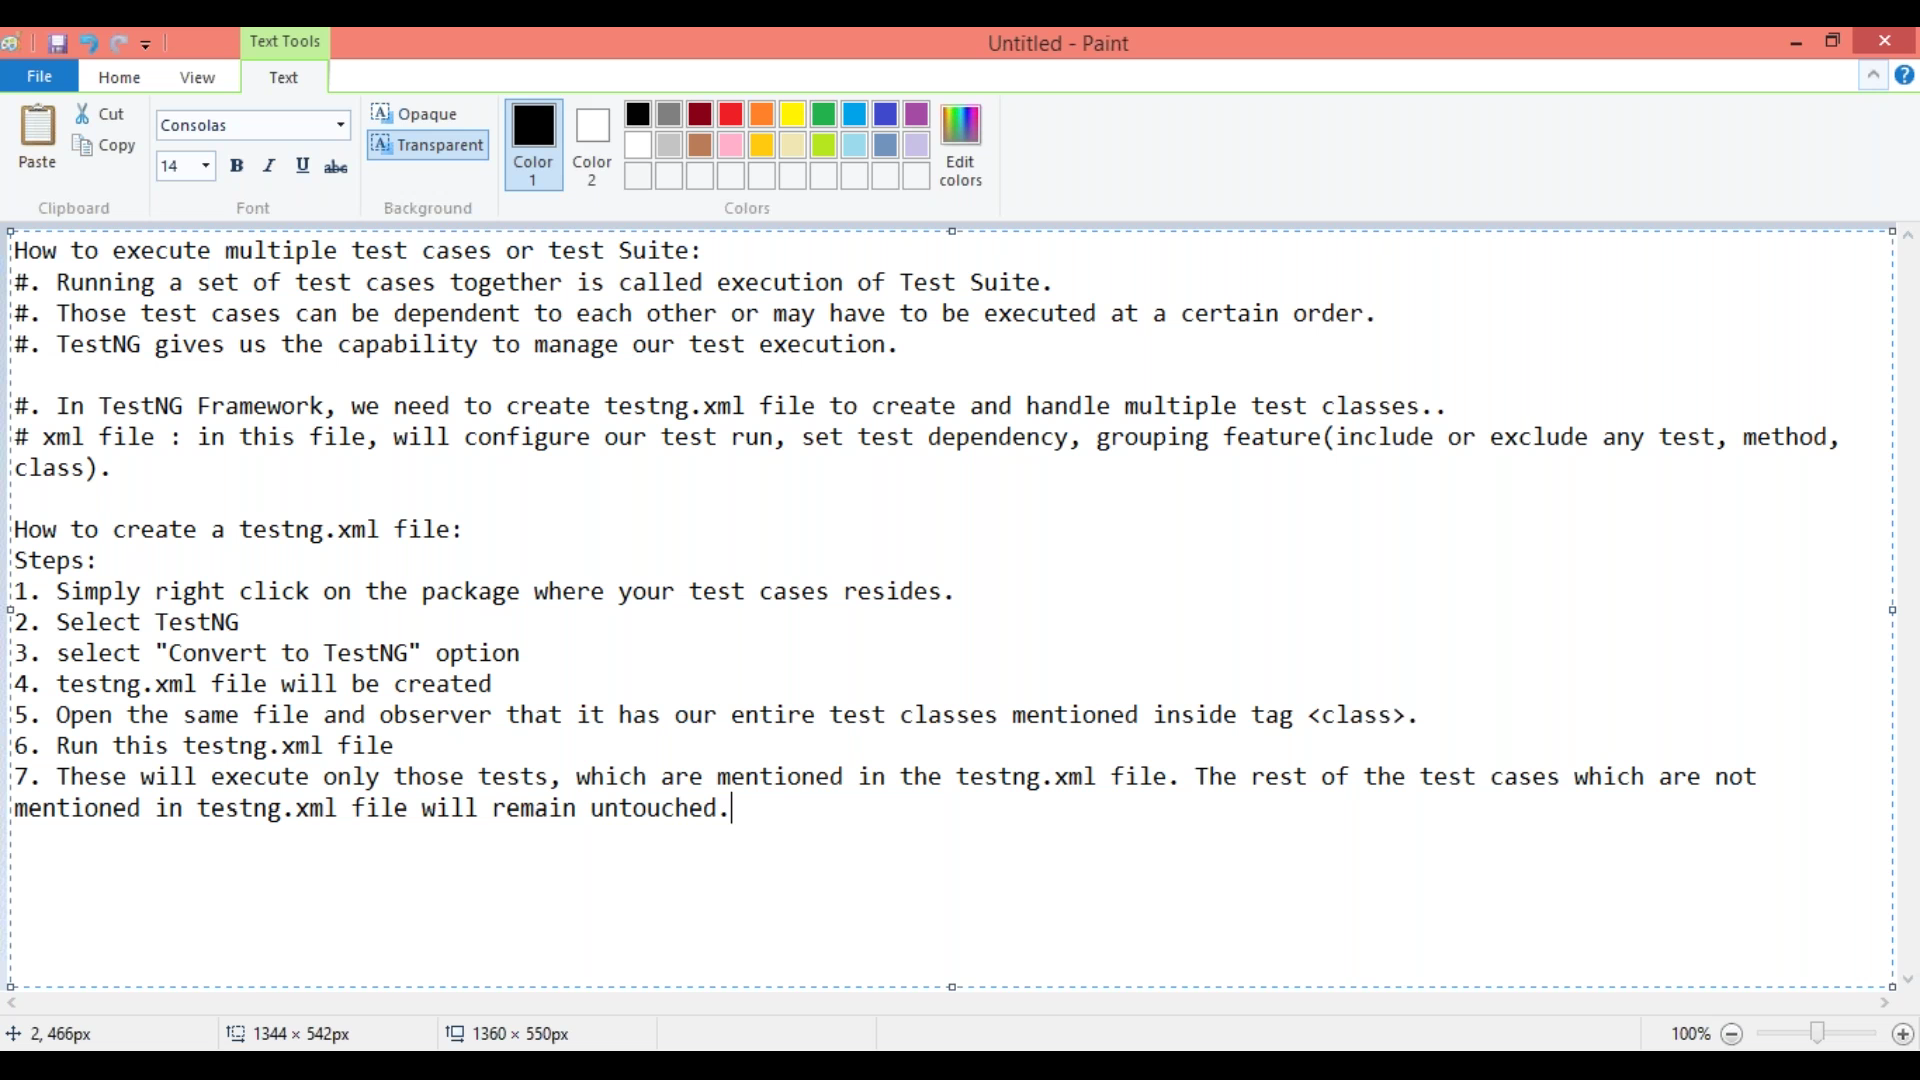 Text Tools
Untitled - Paint
File
Home
View
Text
Paste
Cut
Copy
Clipboard
Consolas
14
B I U abc
Font
Opaque
Transparent
Background
Color 1
Color 2
Edit colors
Colors
How to execute multiple test cases or test Suite:
#. Running a set of test cases together is called execution of Test Suite.
#. Those test cases can be dependent to each other or may have to be executed at a certain order.
#. TestNG gives us the capability to manage our test execution.
#. In TestNG Framework, we need to create testng.xml file to create and handle multiple test classes..
# xml file : in this file, will configure our test run, set test dependency, grouping feature(include or exclude any test, method,
class).
How to create a testng.xml file:
Steps:
1. Simply right click on the package where your test cases resides.
2. Select TestNG
3. select "Convert to TestNG" option
4. testng.xml file will be created
5. Open the same file and observer that it has our entire test classes mentioned inside tag <class>.
6. Run this testng.xml file
7. These will execute only those tests, which are mentioned in the testng.xml file. The rest of the test cases which are not
mentioned in testng.xml file will remain untouched.
2, 466px
1344 × 542px
1360 × 550px
100%